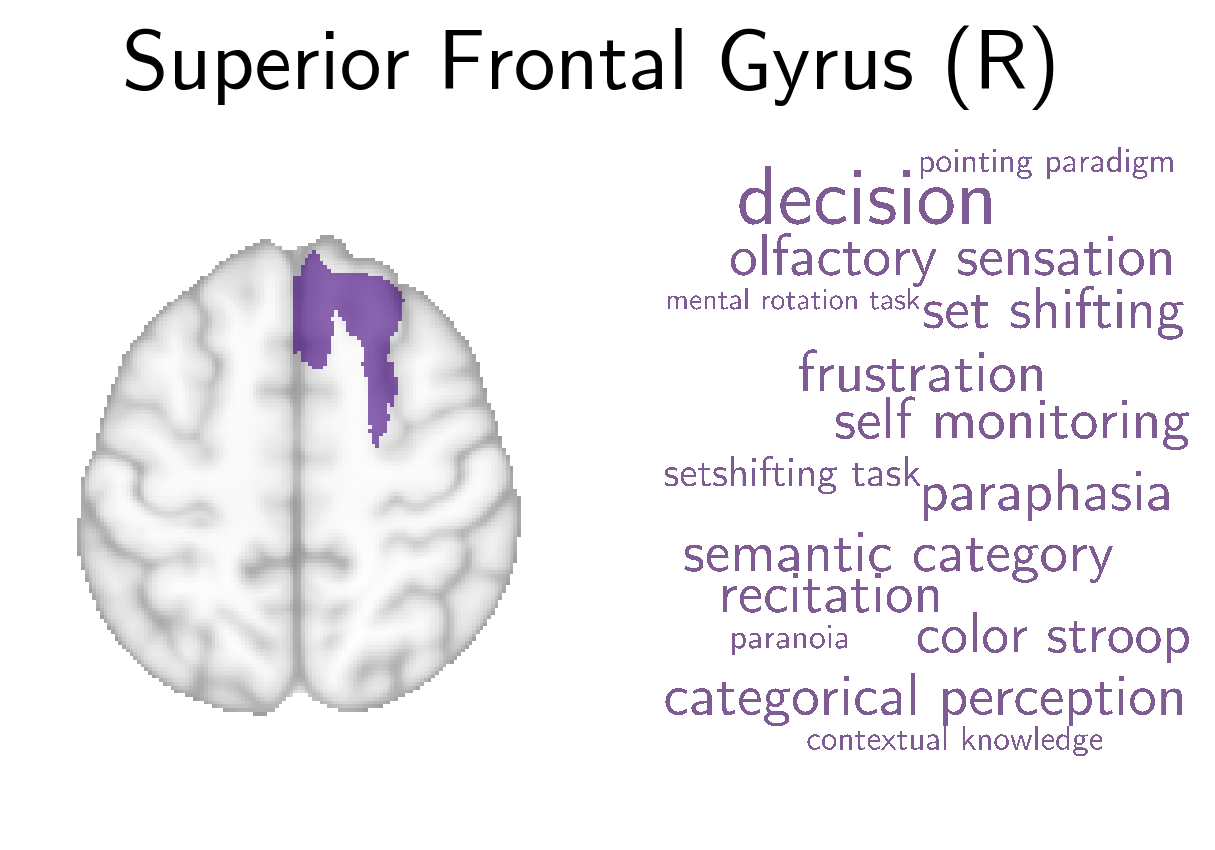 Superior Frontal Gyrus (R)
pointing paradigm
decision
olfactory sensation
mental rotation task
set shifting
frustration
self monitoring
setshifting task
paraphasia
semantic category
recitation
paranoia
color stroop
categorical perception
contextual knowledge